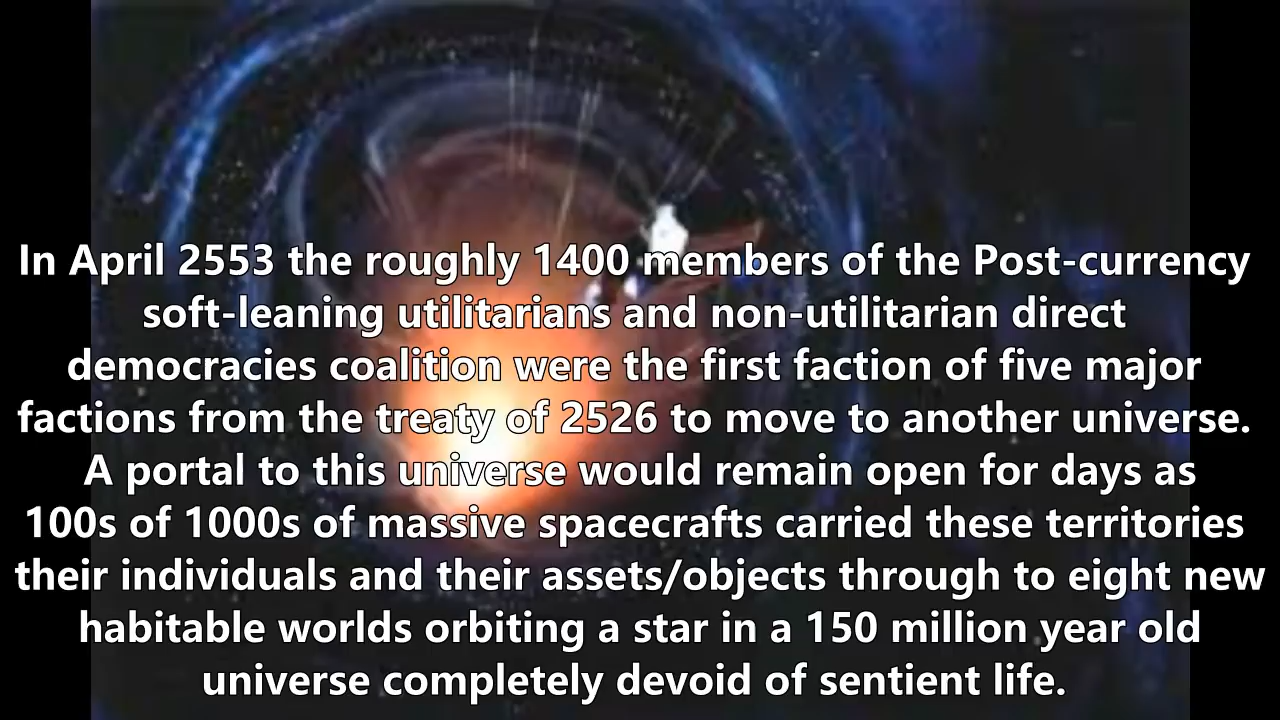 In April 2553 the roughly 1400 members of the Post-currency
soft-leaning utilitarians and non-utilitarian direct
democracies coalition were the first faction of five major
factions from the treaty of 2526 to move to another universe.
A portal to this universe would remain open for days as
100s of 1000s of massive spacecrafts carried these territories
their individuals and their assets/objects through to eight new
habitable worlds orbiting a star in a 150 million year old
universe completely devoid of sentient life.